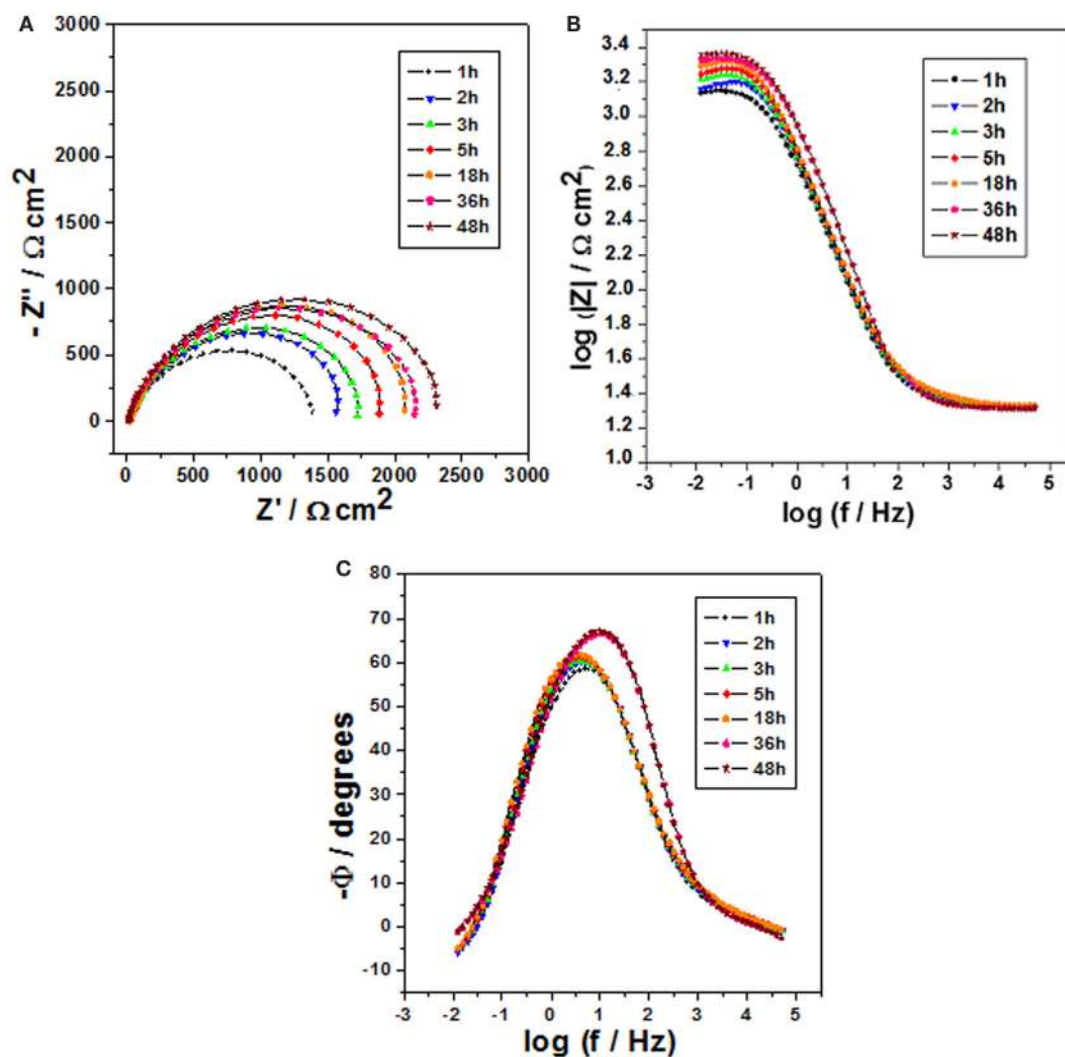 A
3000
2500
2000
1500
1000
500
0
- Z'' / Ω cm2
0 500 1000 1500 2000 2500 3000
Z' / Ω cm2
1h
2h
3h
5h
18h
36h
48h
B
3.4
3.2
3.0
2.8
2.6
2.4
2.2
2.0
1.8
1.6
1.4
1.2
1.0
log (|Z| / Ω cm2)
-3 -2 -1 0 1 2 3 4 5
log (f / Hz)
1h
2h
3h
5h
18h
36h
48h
C
80
70
60
50
40
30
20
10
0
-10
-Φ / degrees
-3 -2 -1 0 1 2 3 4 5
log (f / Hz)
1h
2h
3h
5h
18h
36h
48h